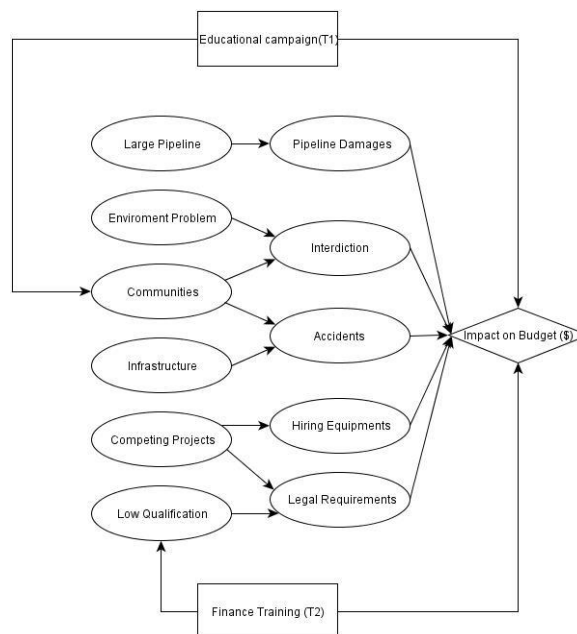 Educational campaign(T1)
Large Pipeline
Pipeline Damages
Enviroment Problem
Interdiction
Communities
Accidents
Impact on Budget ($)
Infrastructure
Competing Projects
Hiring Equipments
Legal Requirements
Low Qualification
Finance Training (T2)